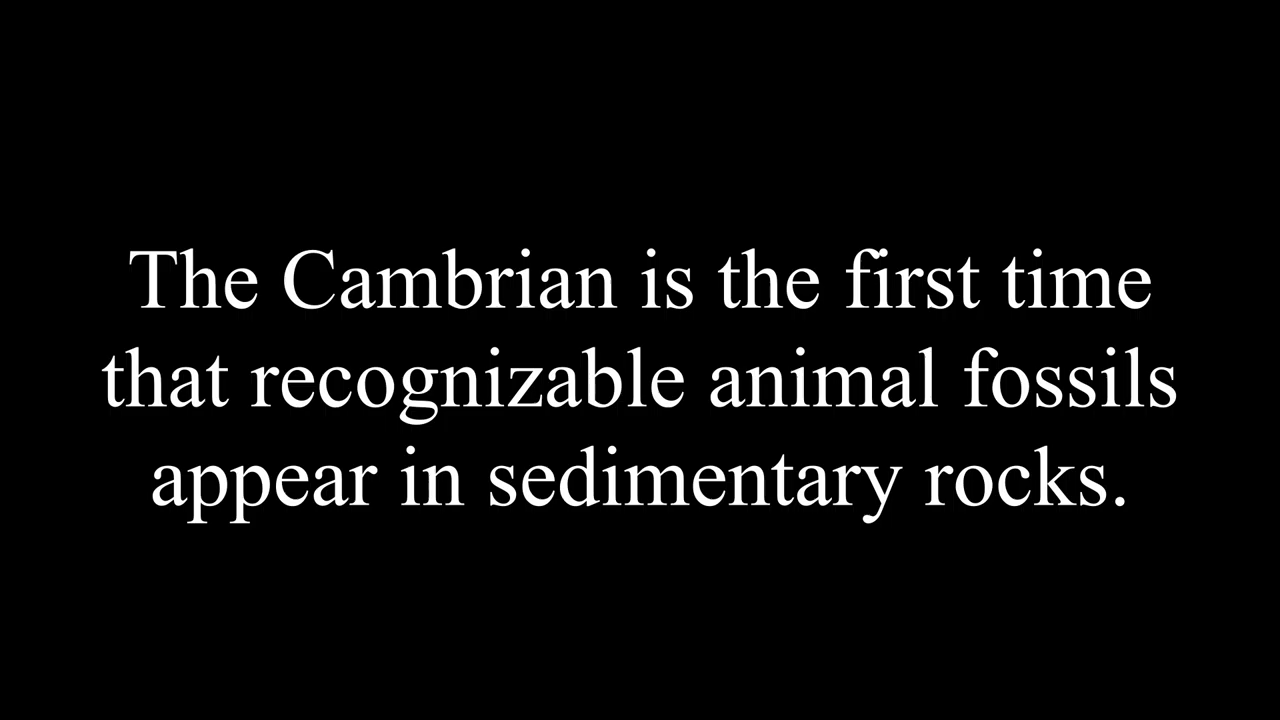 The Cambrian is the first time
that recognizable animal fossils
appear in sedimentary rocks.